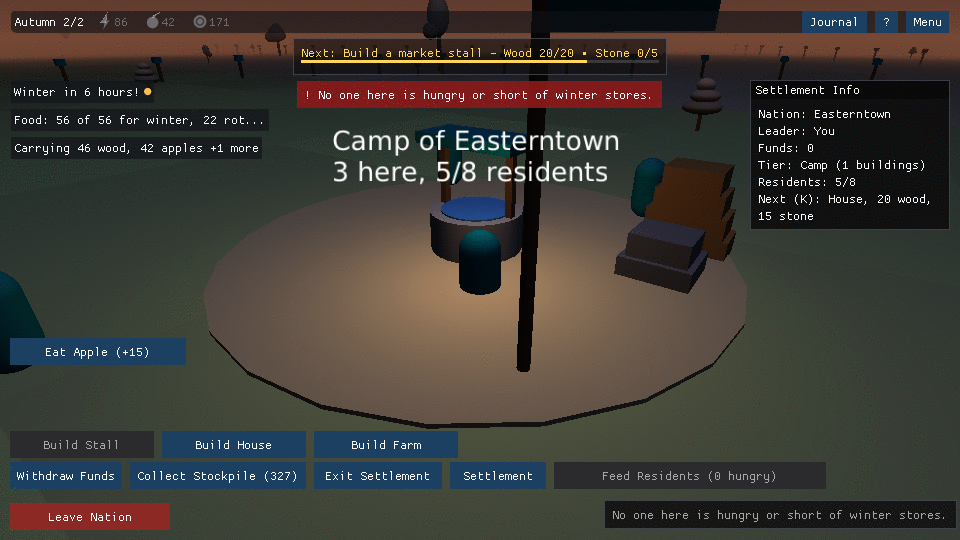 Autumn 2/2 86 42 171
Journal ? Menu
Next: Build a market stall – Wood 20/20 • Stone 0/5
Winter in 6 hours!
! No one here is hungry or short of winter stores.
Food: 56 of 56 for winter, 22 rot...
Carrying 46 wood, 42 apples +1 more
Settlement Info
Nation: Easterntown
Leader: You
Funds: 0
Tier: Camp (1 buildings)
Residents: 5/8
Next (K): House, 20 wood,
15 stone
Camp of Easterntown
3 here, 5/8 residents
Eat Apple (+15)
Build Stall Build House Build Farm
Withdraw Funds Collect Stockpile (327) Exit Settlement Settlement Feed Residents (0 hungry)
Leave Nation
No one here is hungry or short of winter stores.